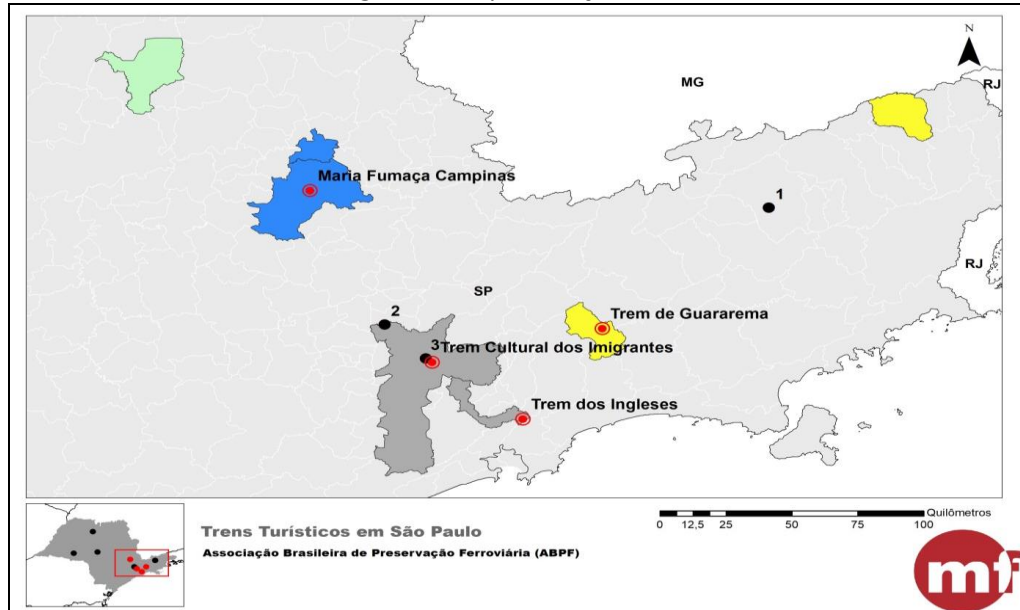 N
MG
RJ
Maria Fumaça Campinas
1
RJ
SP
2
Trem de Guararema
3
Trem Cultural dos Imigrantes
Trem dos Ingleses
Trens Turísticos em São Paulo
Associação Brasileira de Preservação Ferroviária (ABPF)
Quilômetros
0 12,5 25 50 75 100